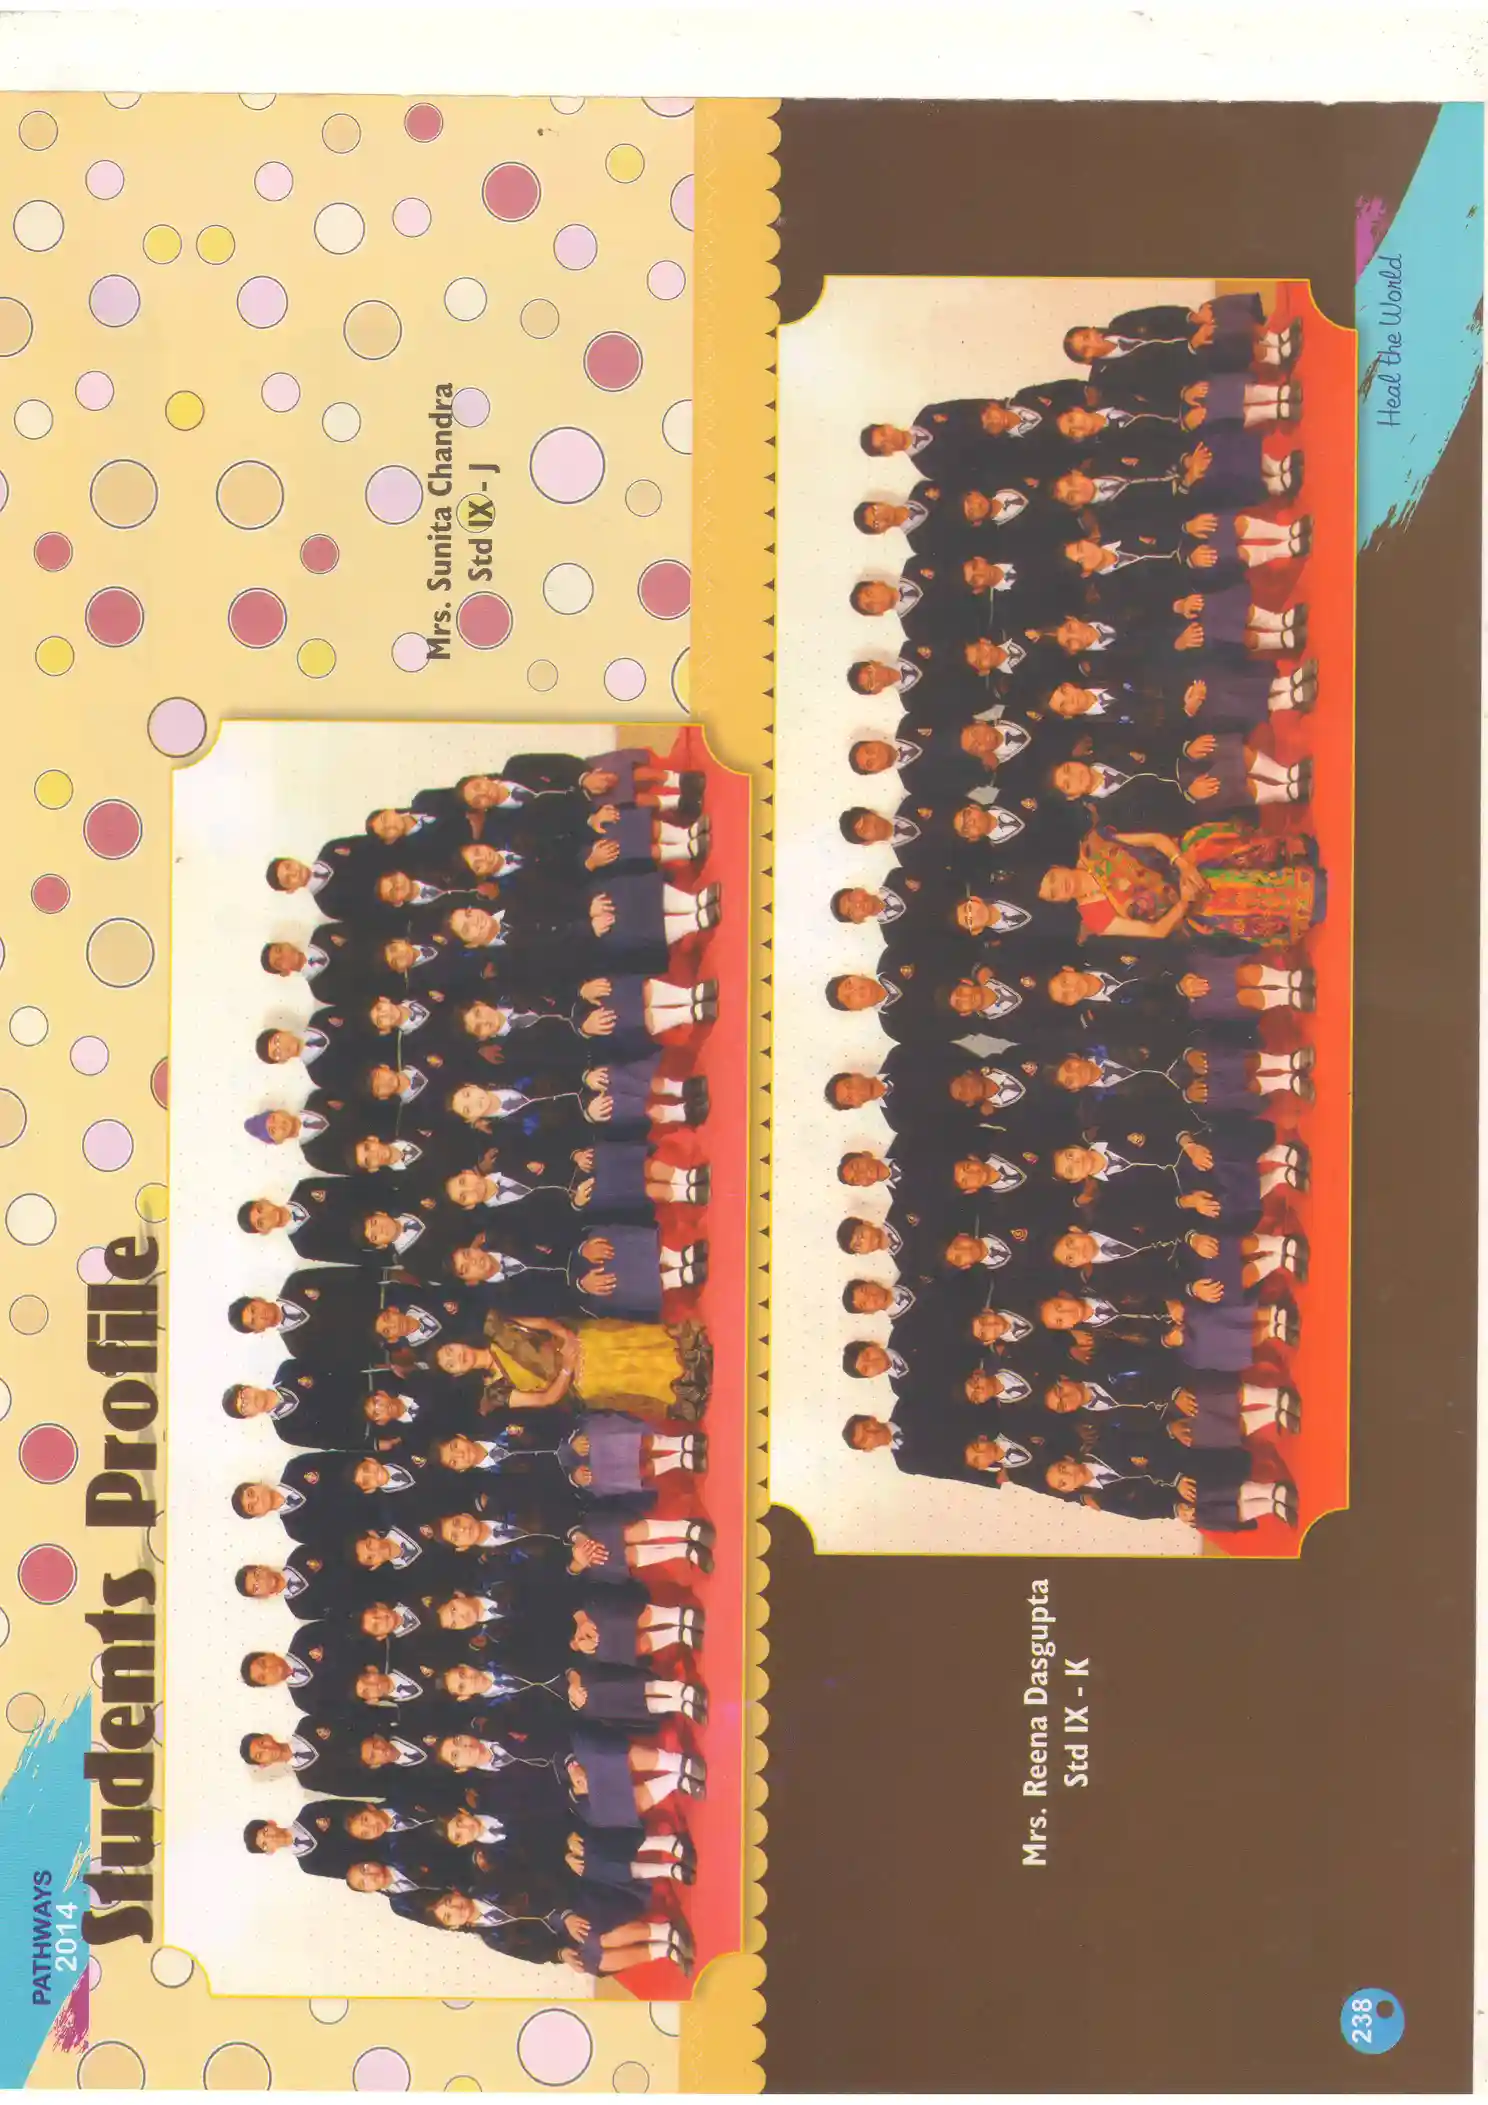 PATHWAYS
2014
Students Profile
Mrs. Sunita Chandra
Std IX - J
Mrs. Reena Dasgupta
Std IX - K
Heal the World
238